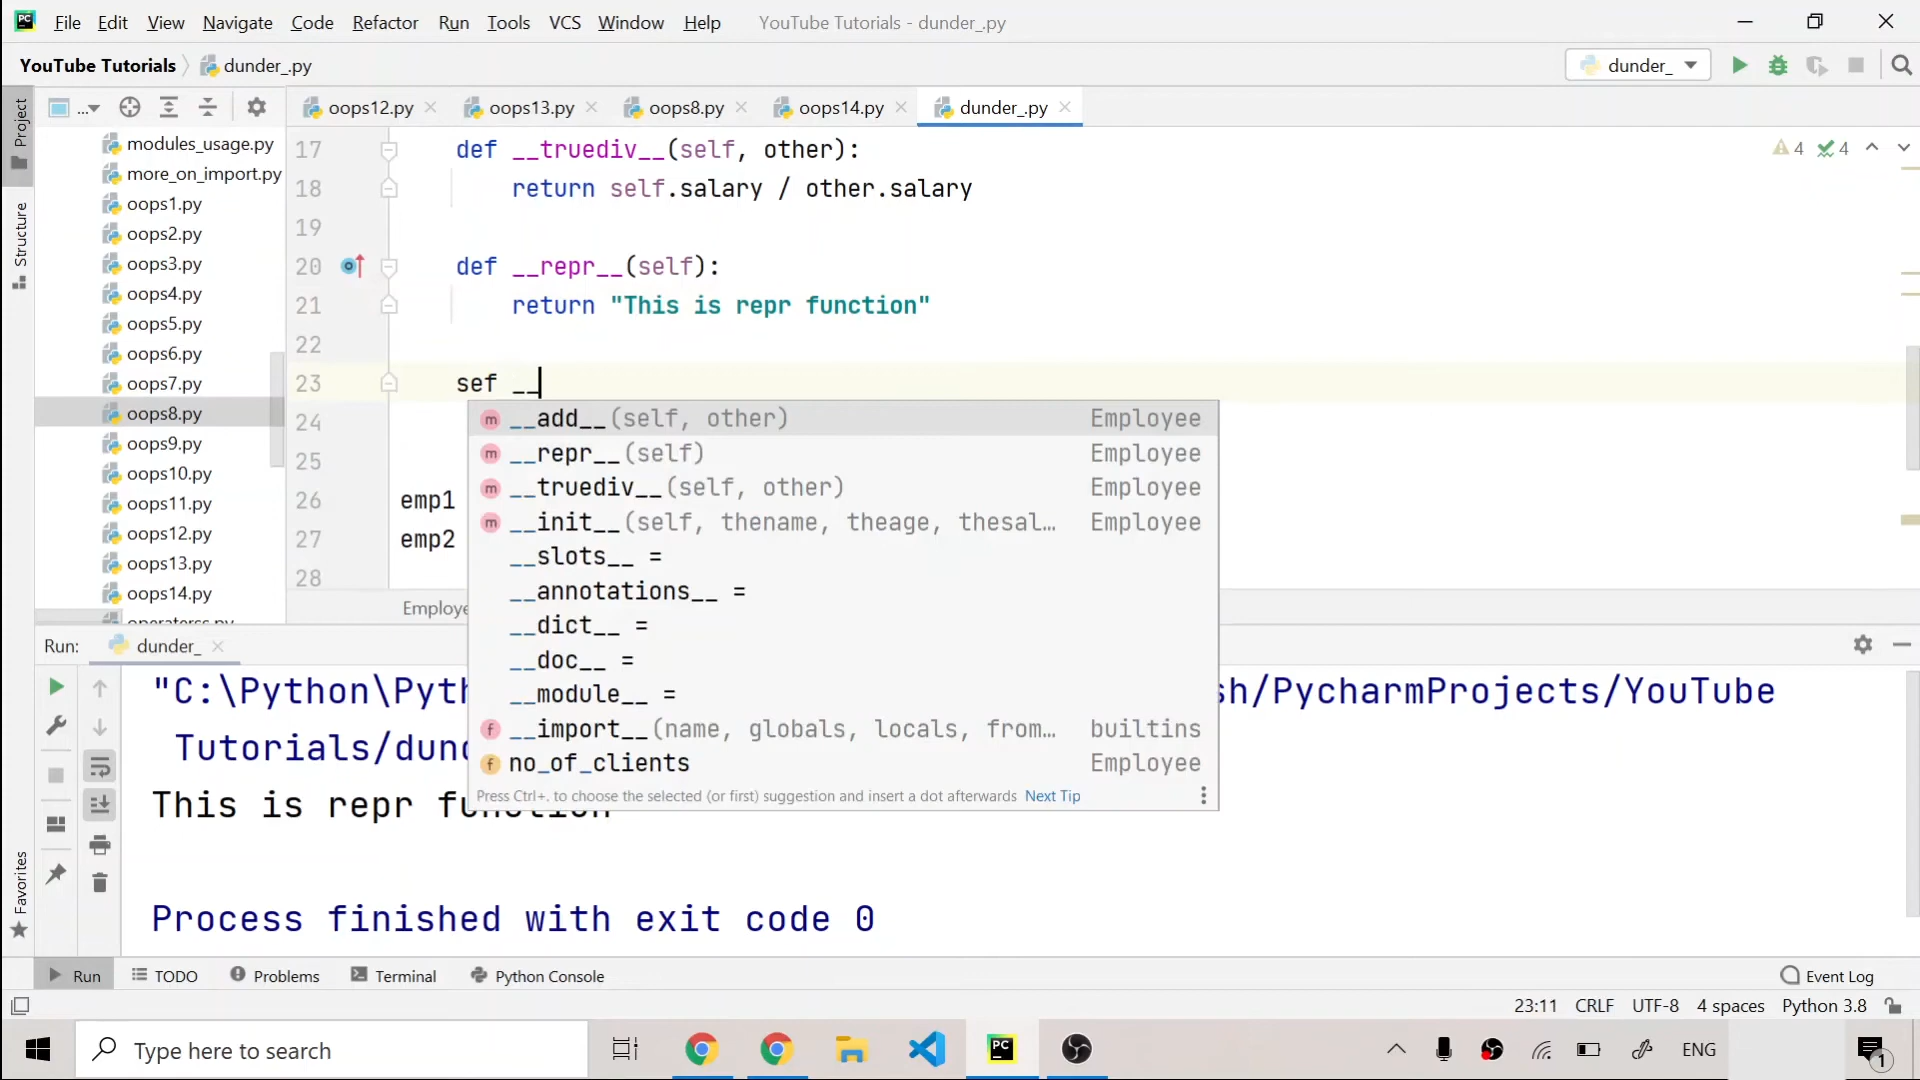 File Edit View Navigate Code Refactor Run Tools VCS Window Help YouTube Tutorials - dunder_.py
YouTube Tutorials dunder_.py dunder_
Project
Structure
Favorites
...
oops12.py oops13.py oops8.py oops14.py dunder_.py
modules_usage.py
more_on_import.py
oops1.py
oops2.py
oops3.py
oops4.py
oops5.py
oops6.py
oops7.py
oops8.py
oops9.py
oops10.py
oops11.py
oops12.py
oops13.py
oops14.py
operaterss.py
4 4
17 def __truediv__(self, other):
18 return self.salary / other.salary
19
20 def __repr__(self):
21 return "This is repr function"
22
23 sef __
24
25
26 emp1
27 emp2
28
__add__(self, other) Employee
__repr__(self) Employee
__truediv__(self, other) Employee
__init__(self, thename, theage, thesal… Employee
__slots__ =
__annotations__ =
__dict__ =
__doc__ =
__module__ =
__import__(name, globals, locals, from… builtins
no_of_clients Employee
Press Ctrl+. to choose the selected (or first) suggestion and insert a dot afterwards Next Tip
Employe
Run: dunder_
"C:\Python\Pyth sh/PycharmProjects/YouTube
Tutorials/dund
This is repr function
Process finished with exit code 0
Run TODO Problems Terminal Python Console Event Log
23:11 CRLF UTF-8 4 spaces Python 3.8
Type here to search PC ENG 1